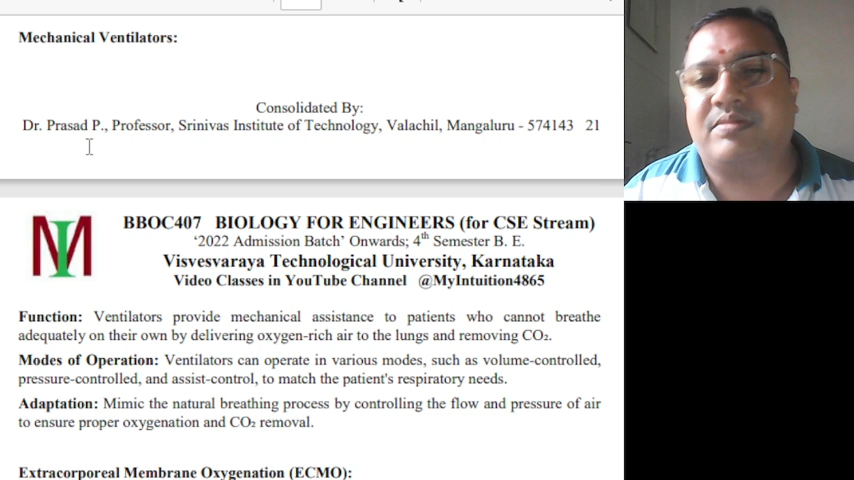 Mechanical Ventilators:
Consolidated By:
Dr. Prasad P., Professor, Srinivas Institute of Technology, Valachil, Mangaluru - 574143 21
MI
BBOC407 BIOLOGY FOR ENGINEERS (for CSE Stream)
‘2022 Admission Batch’ Onwards; 4th Semester B. E.
Visvesvaraya Technological University, Karnataka
Video Classes in YouTube Channel @MyIntuition4865
Function: Ventilators provide mechanical assistance to patients who cannot breathe
adequately on their own by delivering oxygen-rich air to the lungs and removing CO₂.
Modes of Operation: Ventilators can operate in various modes, such as volume-controlled,
pressure-controlled, and assist-control, to match the patient's respiratory needs.
Adaptation: Mimic the natural breathing process by controlling the flow and pressure of air
to ensure proper oxygenation and CO₂ removal.
Extracorporeal Membrane Oxygenation (ECMO):